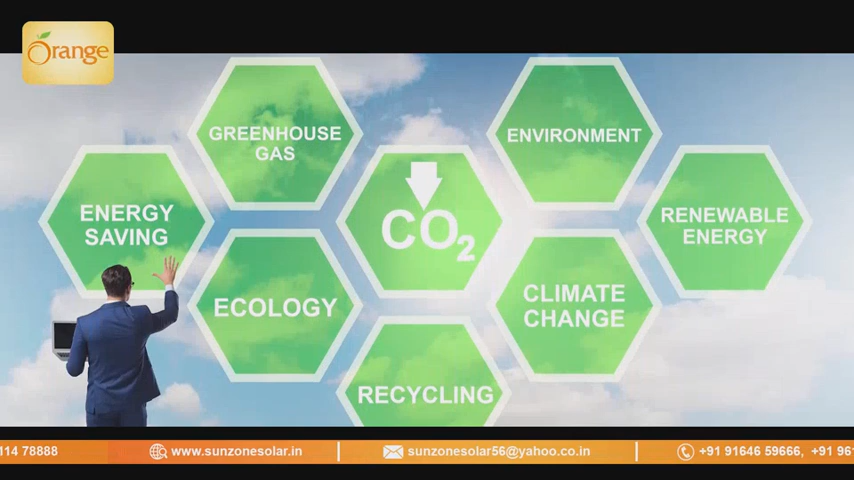 Orange
GREENHOUSE
GAS
ENVIRONMENT
ENERGY
SAVING
CO2
RENEWABLE
ENERGY
ECOLOGY
CLIMATE
CHANGE
RECYCLING
114 78888 www.sunzonesolar.in sunzonesolar56@yahoo.co.in +91 91646 59666, +91 961